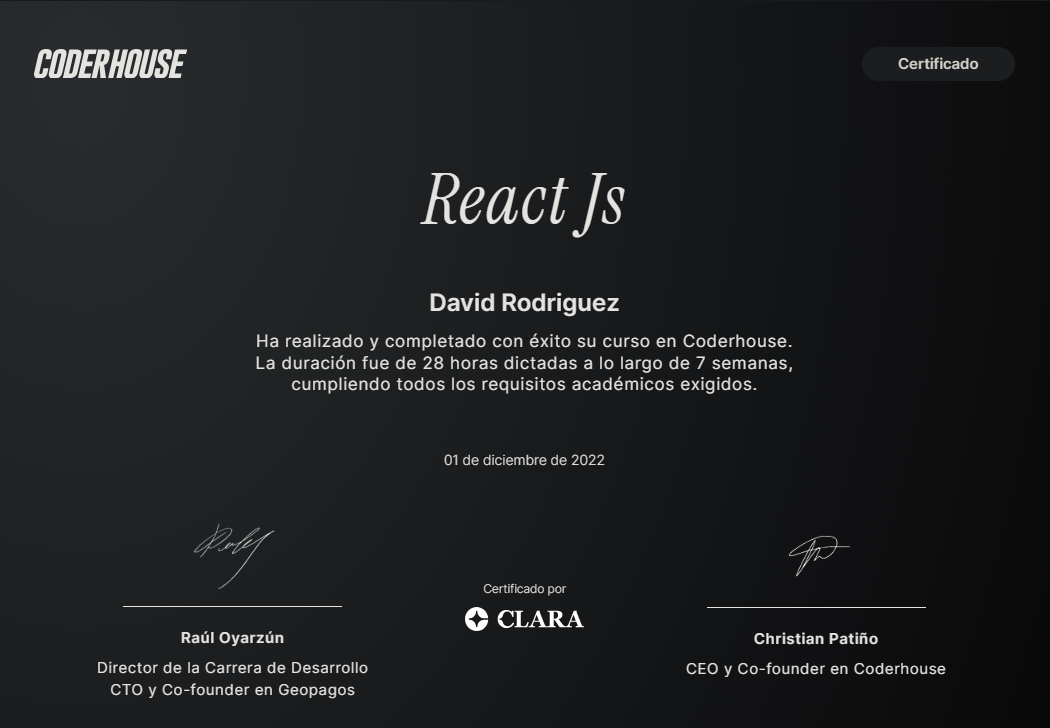 CODERHOUSE
Certificado
React Js
David Rodriguez
Ha realizado y completado con éxito su curso en Coderhouse.
La duración fue de 28 horas dictadas a lo largo de 7 semanas,
cumpliendo todos los requisitos académicos exigidos.
01 de diciembre de 2022
Certificado por
CLARA
Raúl Oyarzún
Director de la Carrera de Desarrollo
CTO y Co-founder en Geopagos
Christian Patiño
CEO y Co-founder en Coderhouse